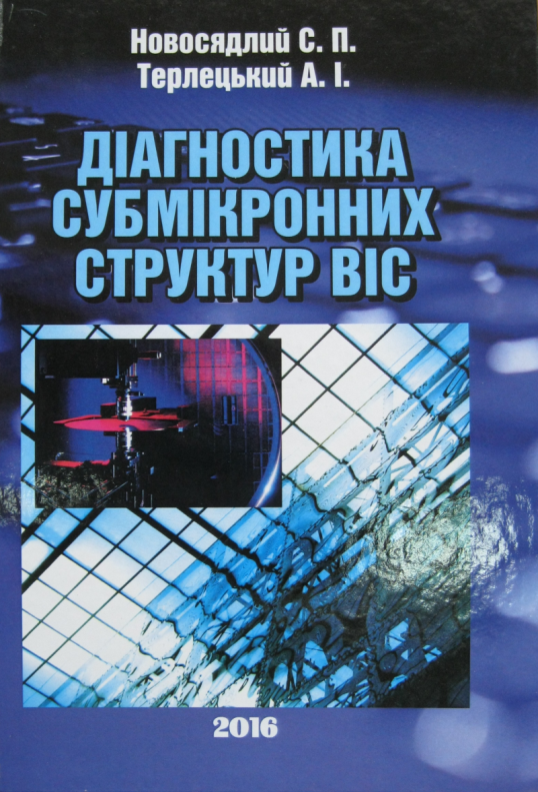 Новосядлий С. П.
Терлецький А. І.
ДІАГНОСТИКА
СУБМІКРОННИХ
СТРУКТУР ВІС
2016